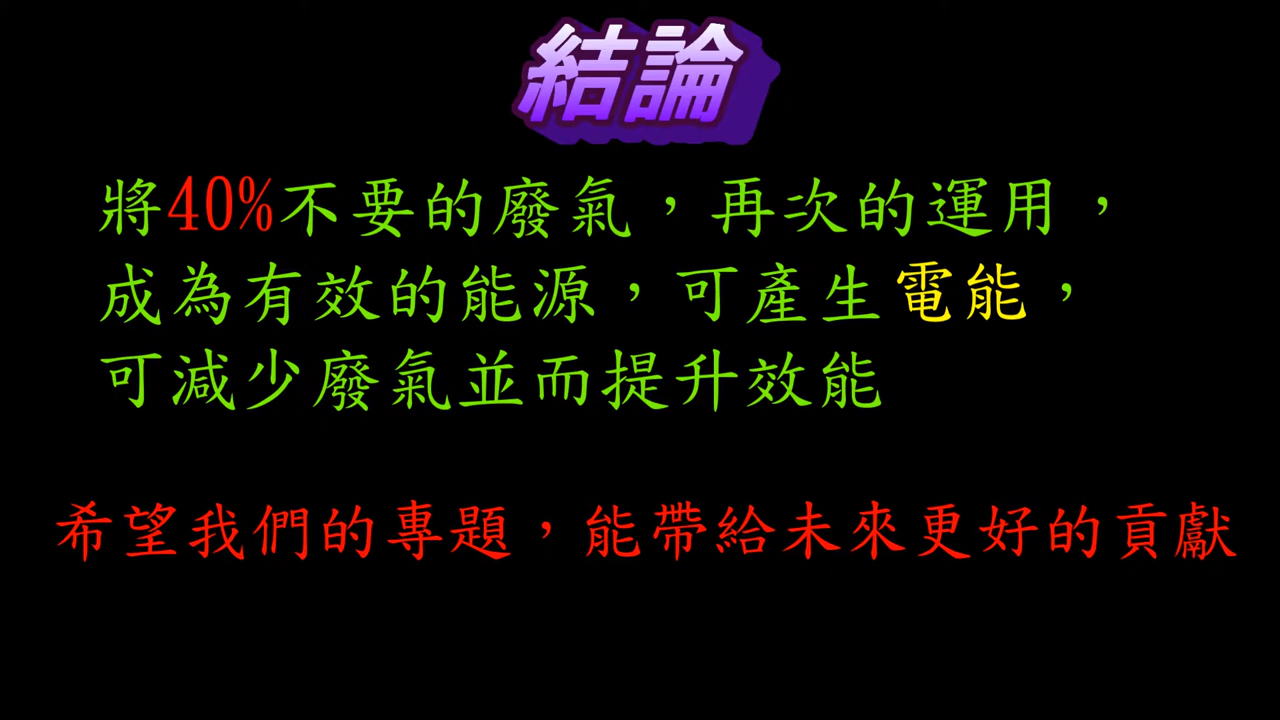 結論
將40%不要的廢氣，再次的運用，
成為有效的能源，可產生電能，
可減少廢氣並而提升效能
希望我們的專題，能帶給未來更好的貢獻